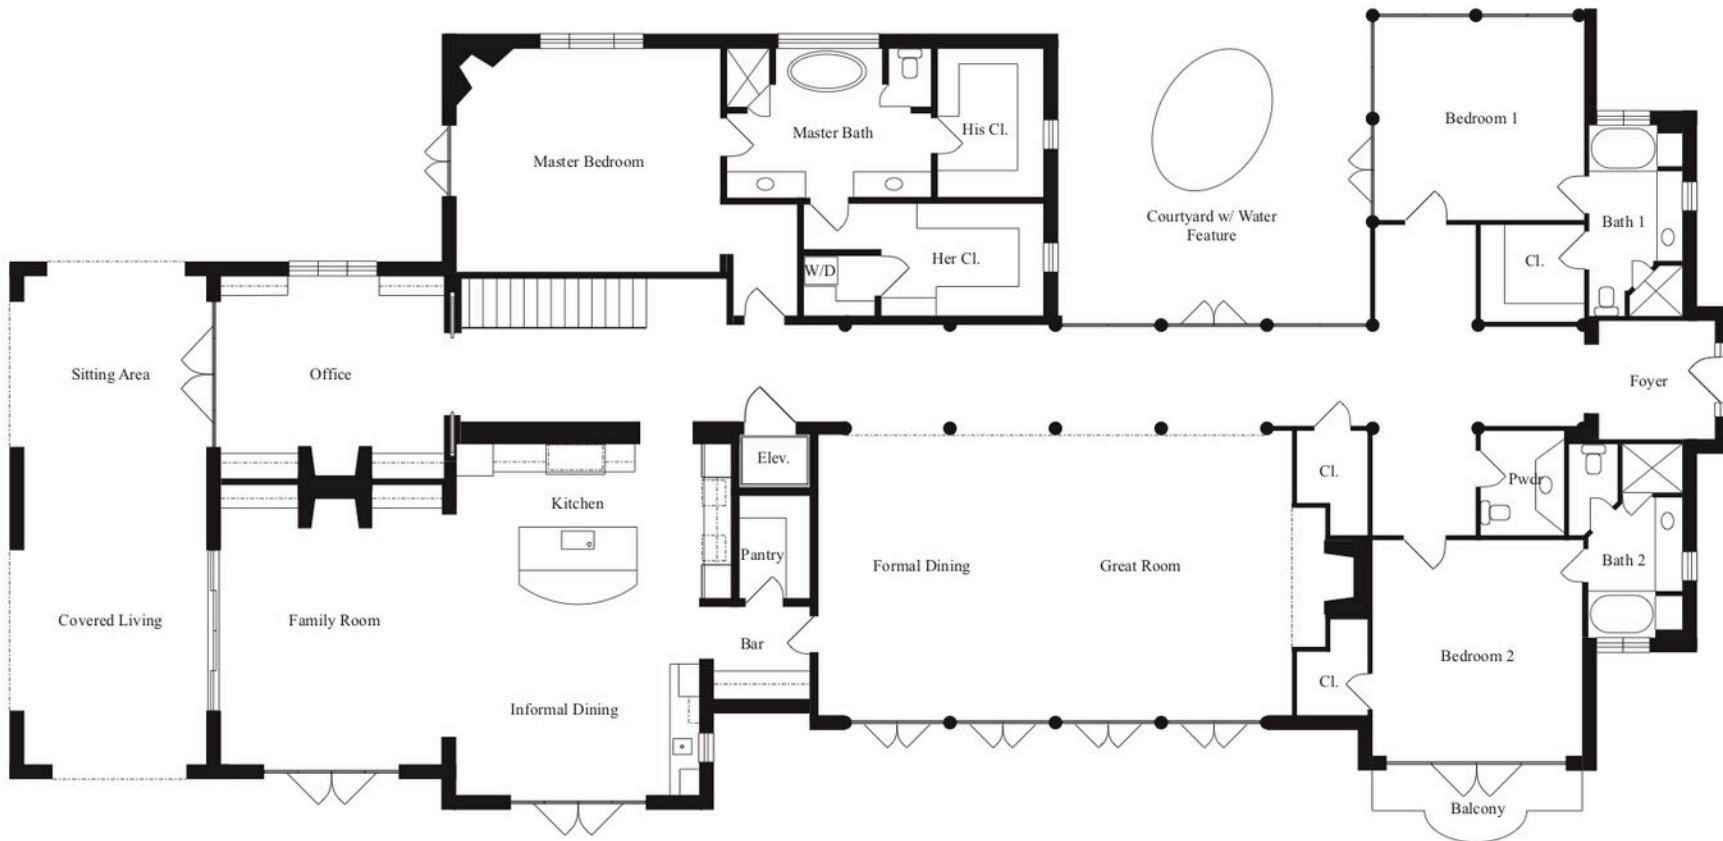 Bedroom 1
Master Bath
His Cl.
Master Bedroom
Courtyard w/ Water
Feature
Bath 1
Her Cl.
Cl.
W/D
Sitting Area
Office
Foyer
Elev.
Cl.
Pwdr
Kitchen
Pantry
Formal Dining
Great Room
Bath 2
Covered Living
Family Room
Bar
Bedroom 2
Cl.
Informal Dining
Balcony